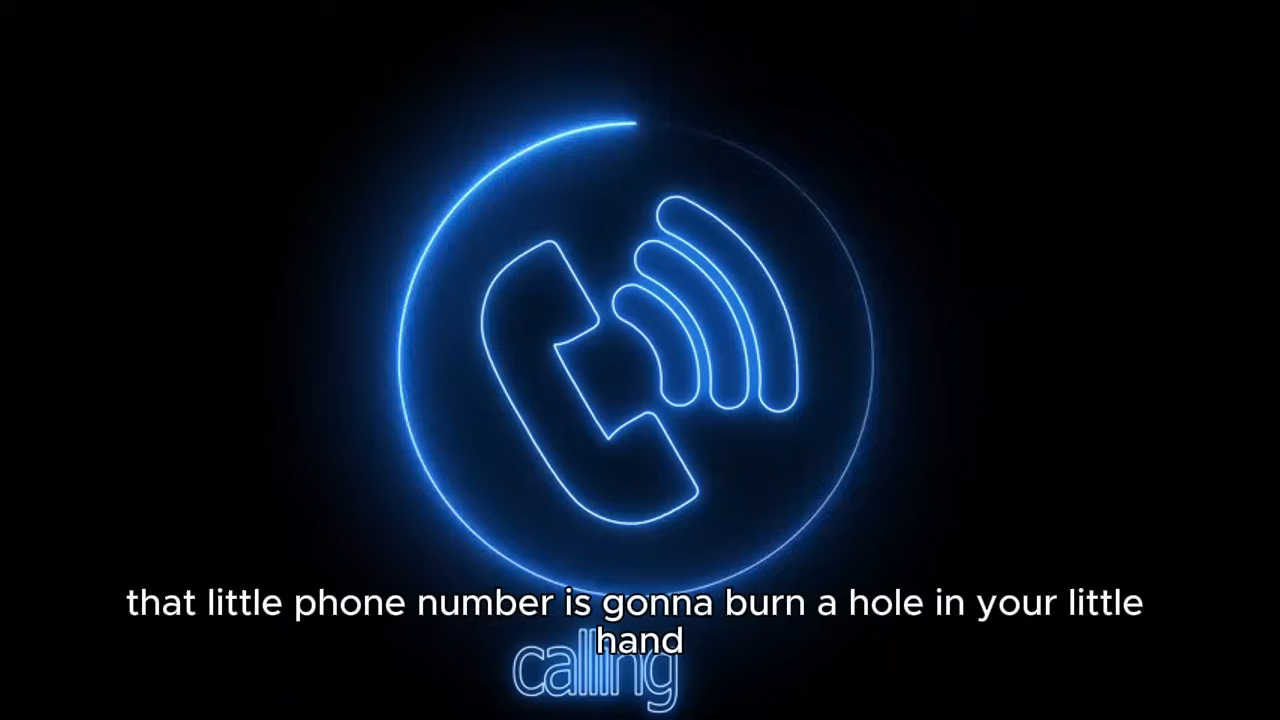 that little phone number is gonna burn a hole in your little
hand
calling